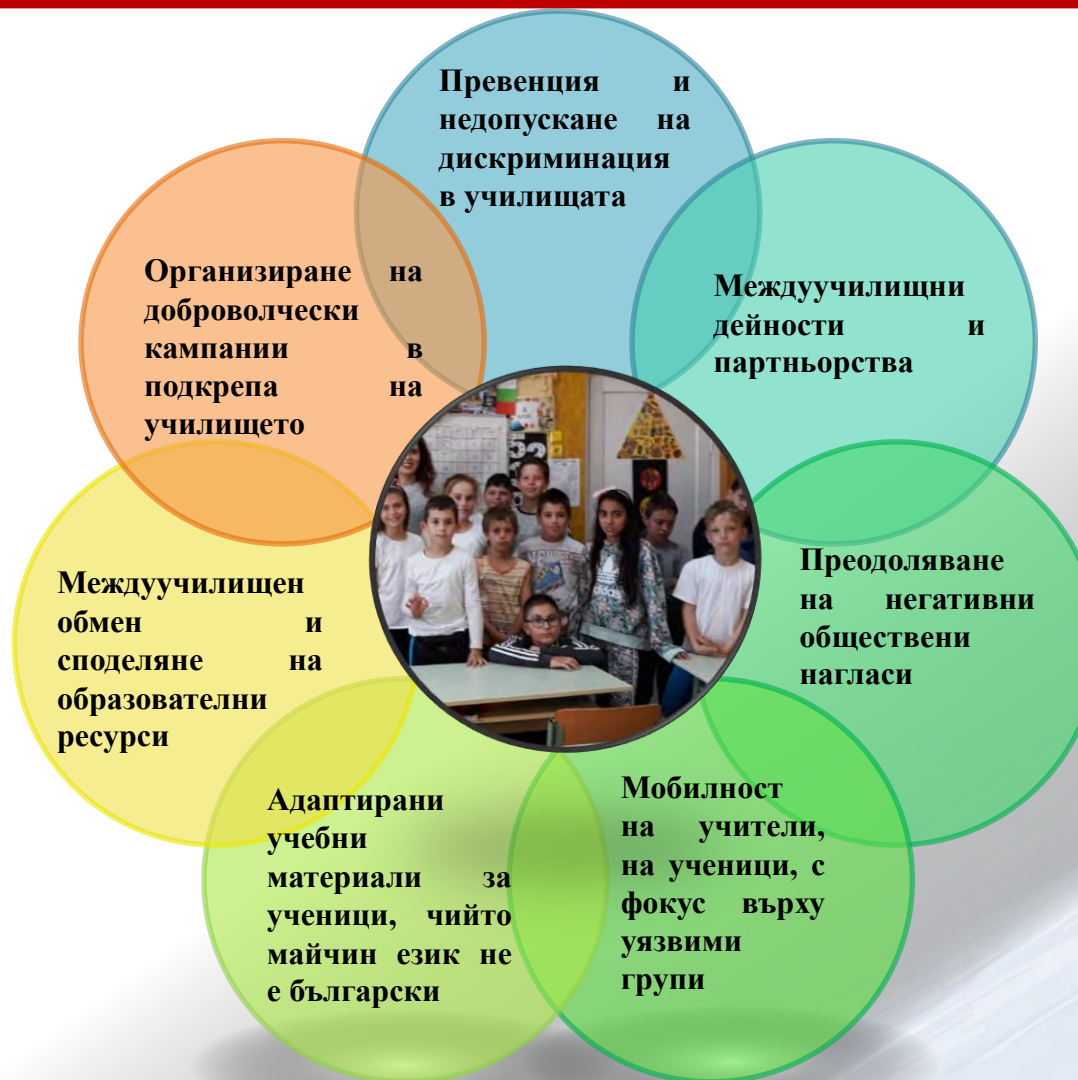 Превенция и
недопускане на
дискриминация
в училищата
Междуучилищни
дейности и
партньорства
Преодоляване
на негативни
обществени
нагласи
Мобилност
на учители,
на ученици, с
фокус върху
уязвими
групи
Адаптирани
учебни
материали за
ученици, чийто
майчин език не
е български
Междуучилищен
обмен и
споделяне на
образователни
ресурси
Организиране на
доброволчески
кампании в
подкрепа на
училището